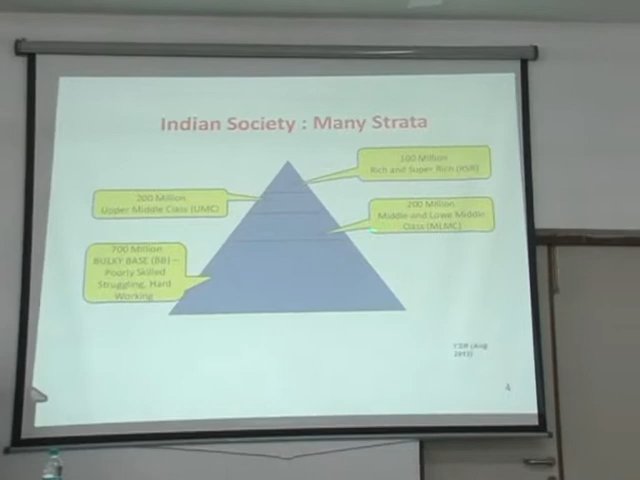 Indian Society : Many Strata
100 Million
Rich and Super Rich (RSR)
200 Million
Upper Middle Class (UMC)
200 Million
Middle and Lowe Middle
Class (MLMC)
700 Million
BULKY BASE (BB) –
Poorly Skilled
Struggling, Hard
Working
4